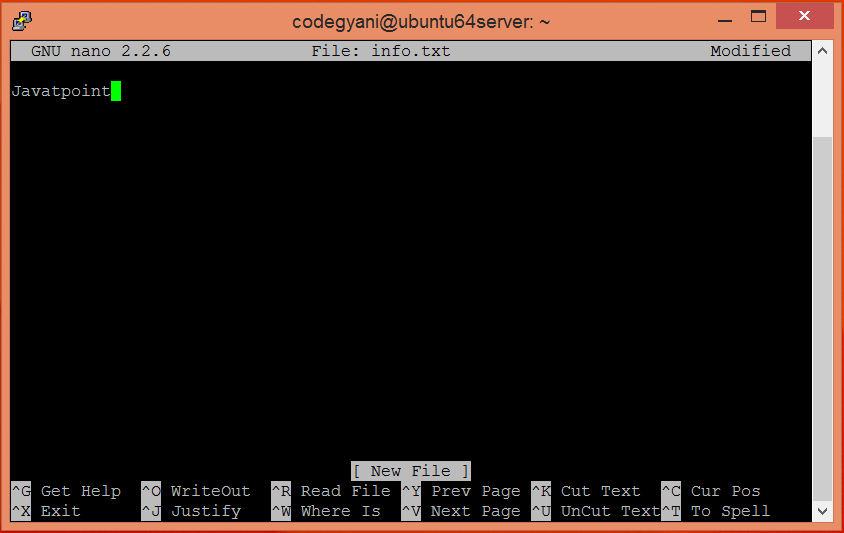 codegyani@ubuntu64server: ~
GNU nano 2.2.6 File: info.txt Modified
Javatpoint
[ New File ]
^G Get Help ^O WriteOut ^R Read File ^Y Prev Page ^K Cut Text ^C Cur Pos
^X Exit ^J Justify ^W Where Is ^V Next Page ^U UnCut Text^T To Spell